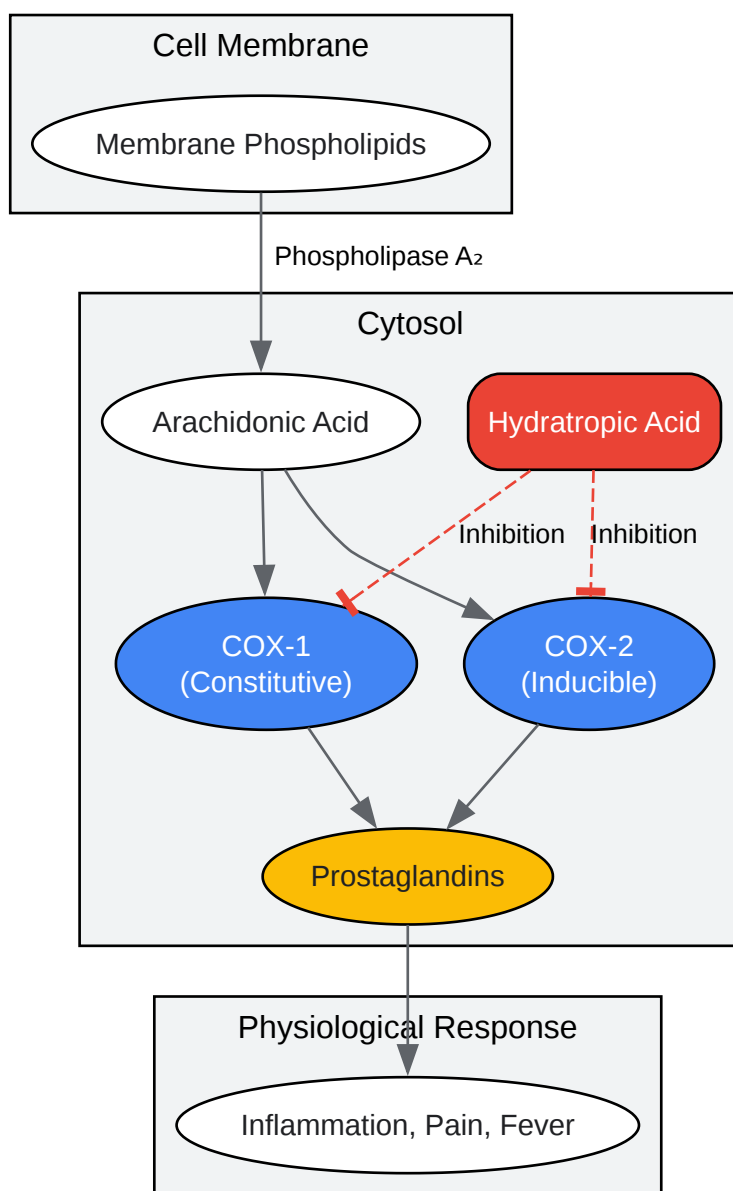 Cell Membrane
Membrane Phospholipids
Phospholipase A₂
Cytosol
Arachidonic Acid
Hydratropic Acid
Inhibition
Inhibition
COX-1
(Constitutive)
COX-2
(Inducible)
Prostaglandins
Physiological Response
Inflammation, Pain, Fever